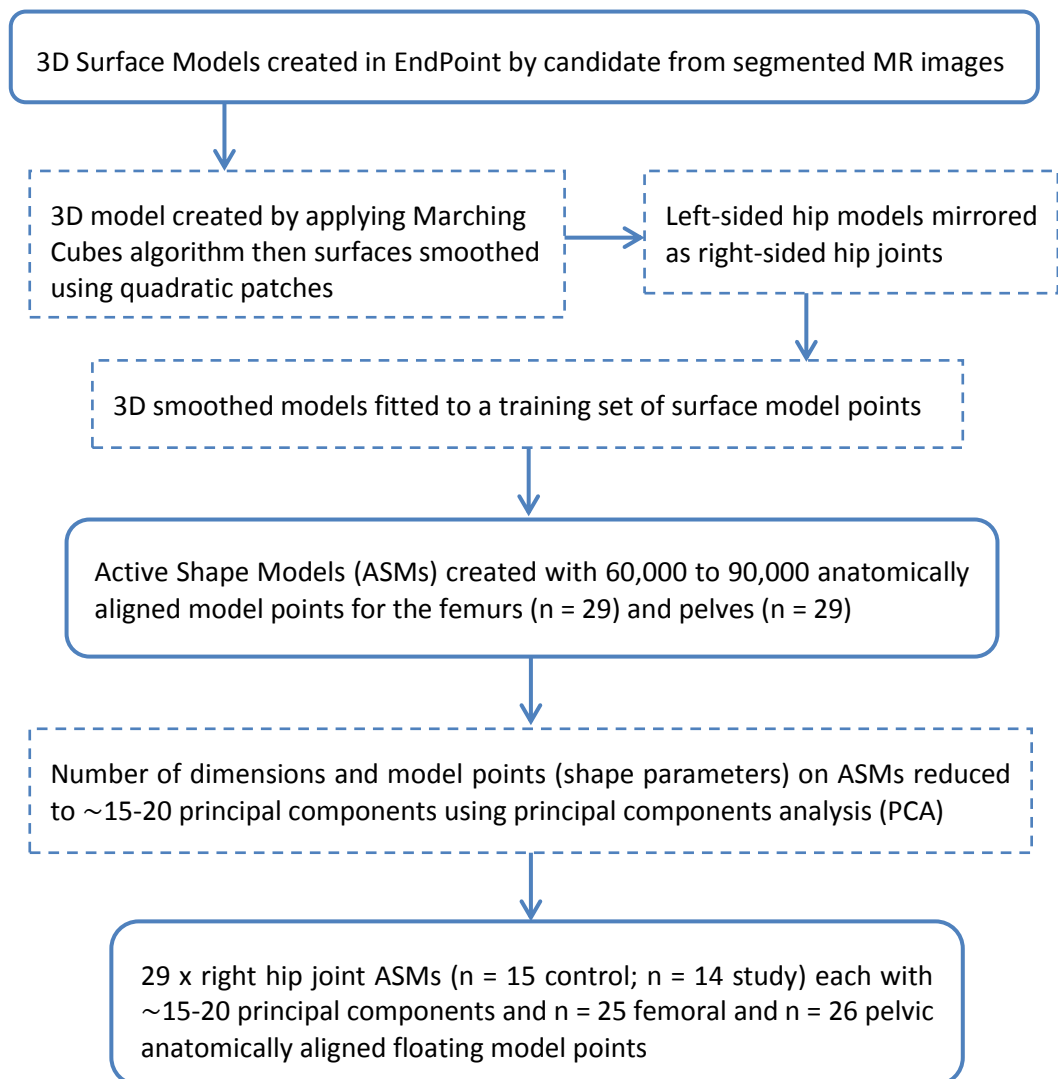 3D Surface Models created in EndPoint by candidate from segmented MR images
3D model created by applying Marching
Cubes algorithm then surfaces smoothed
using quadratic patches
Left-sided hip models mirrored
as right-sided hip joints
3D smoothed models fitted to a training set of surface model points
Active Shape Models (ASMs) created with 60,000 to 90,000 anatomically
aligned model points for the femurs (n = 29) and pelves (n = 29)
Number of dimensions and model points (shape parameters) on ASMs reduced
to ~15-20 principal components using principal components analysis (PCA)
29 x right hip joint ASMs (n = 15 control; n = 14 study) each with
~15-20 principal components and n = 25 femoral and n = 26 pelvic
anatomically aligned floating model points